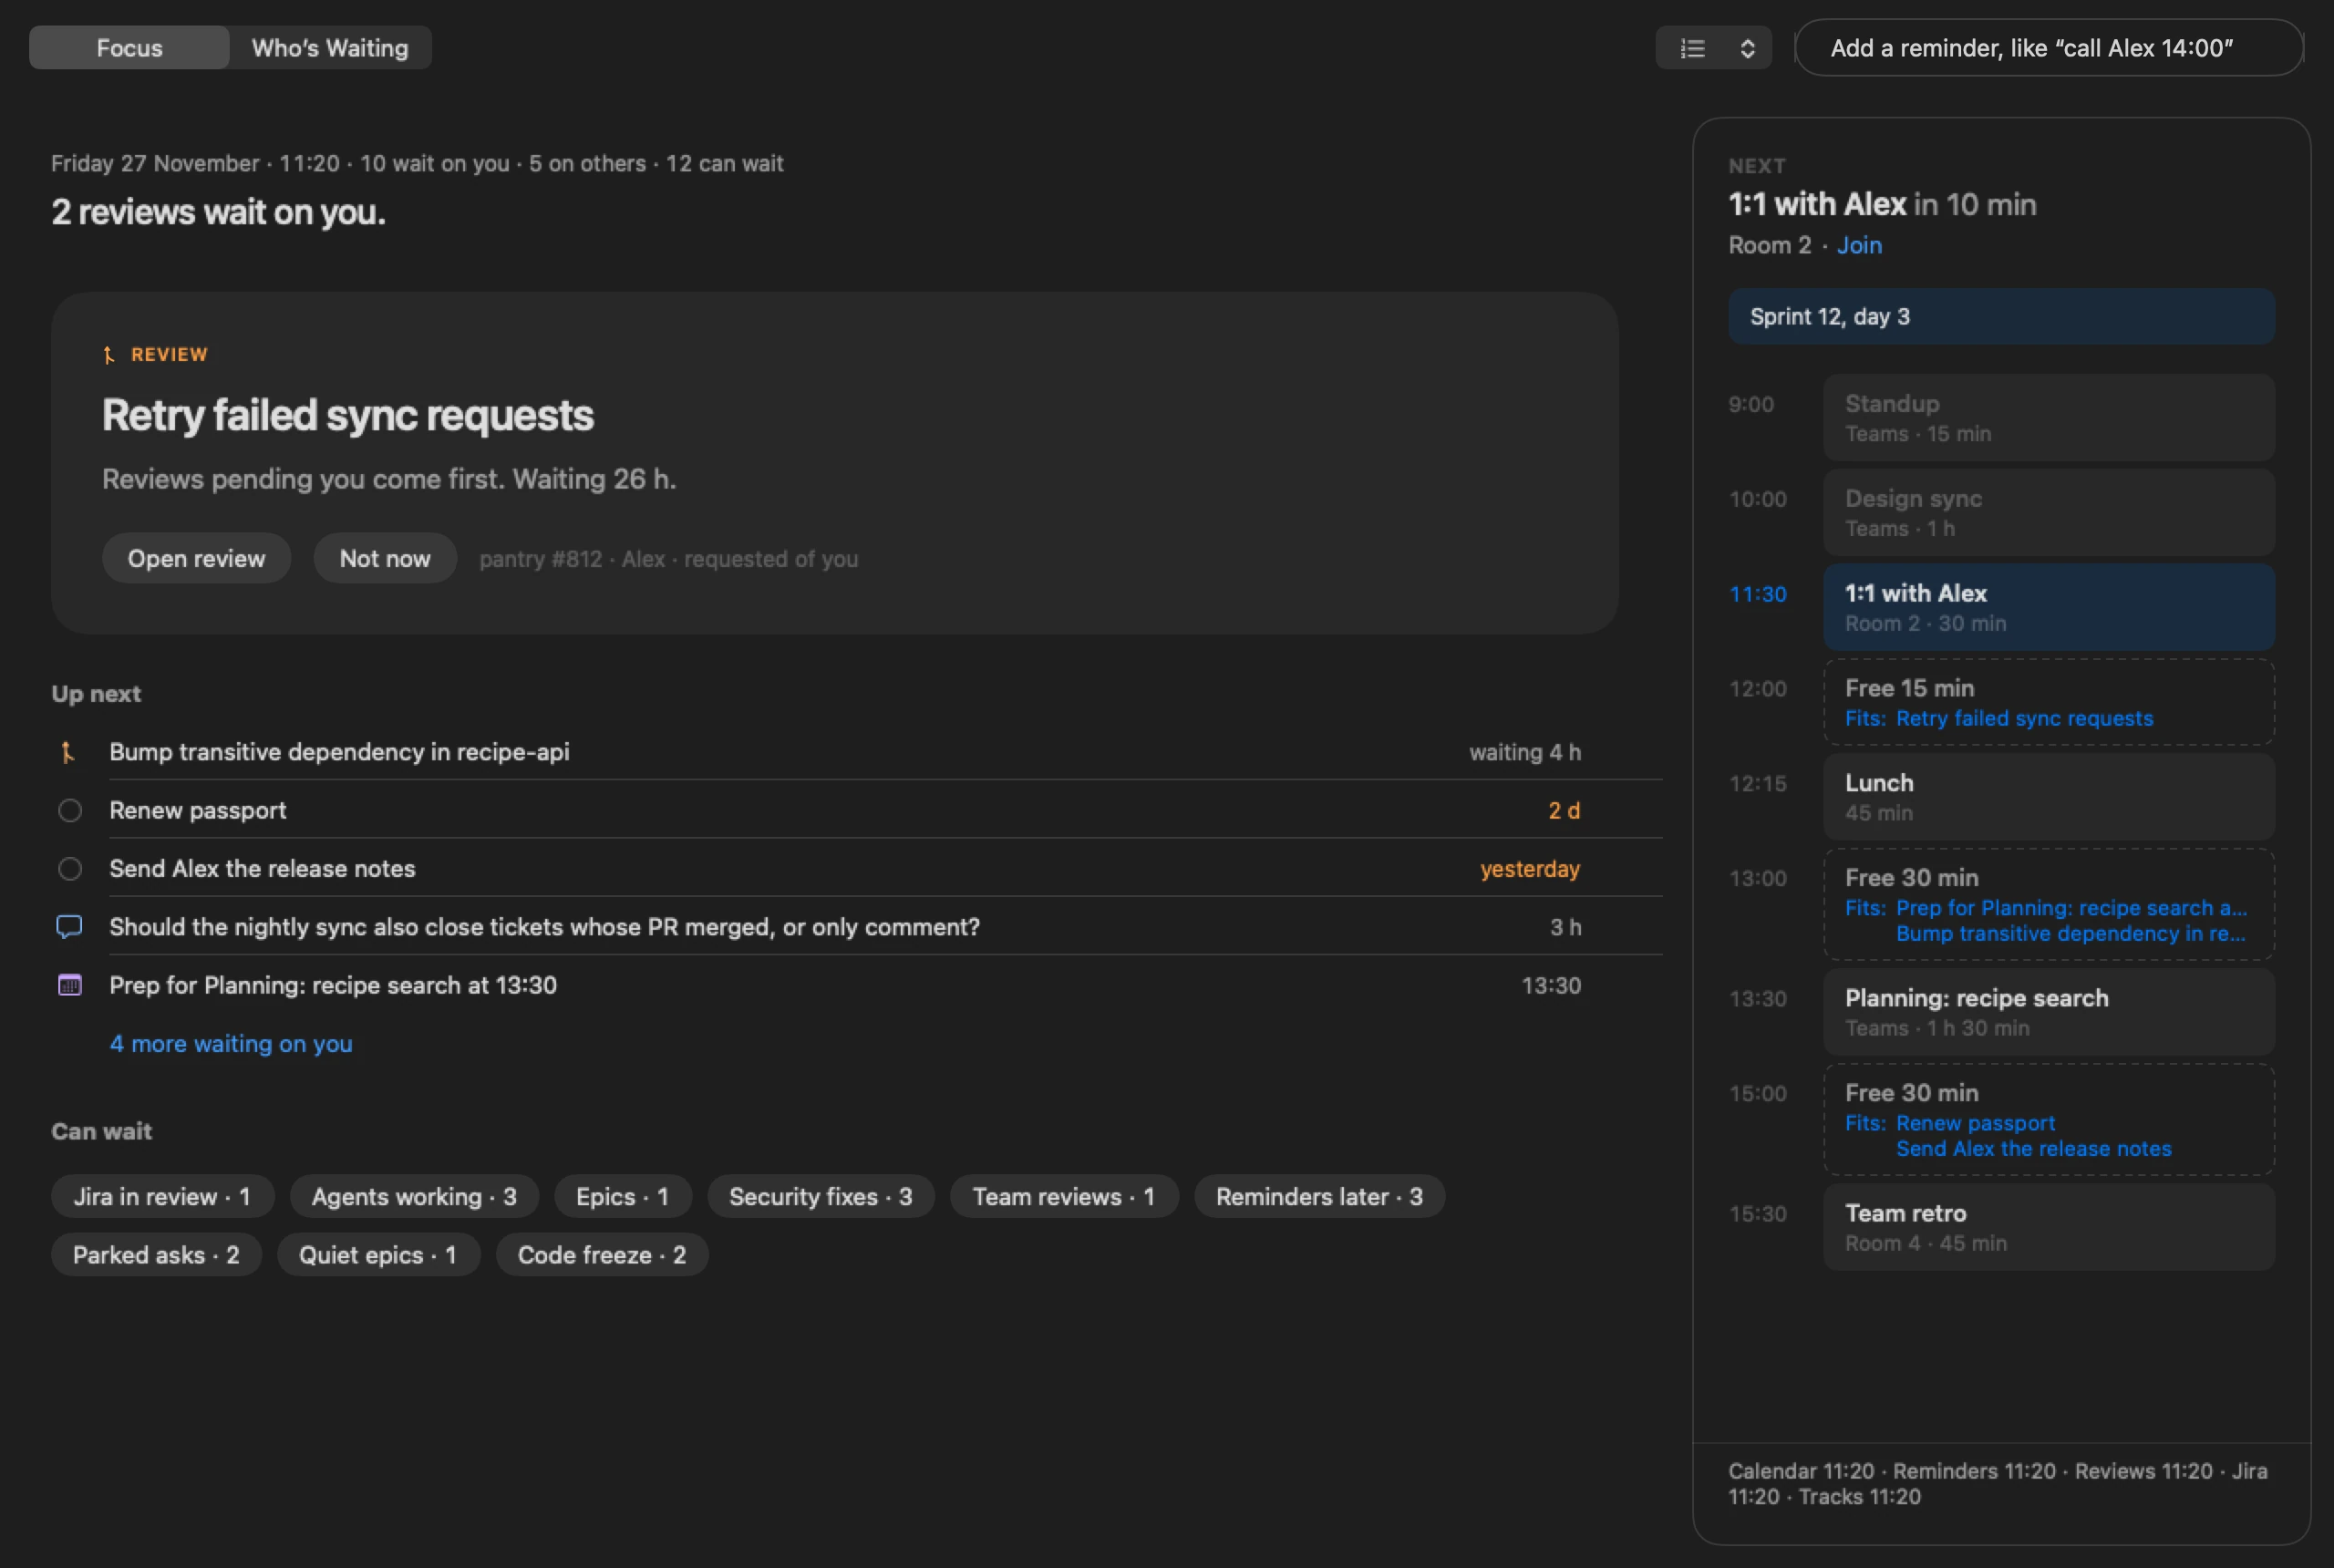 Focus
Who's Waiting
Add a reminder, like “call Alex 14:00”
Friday 27 November · 11:20 · 10 wait on you · 5 on others · 12 can wait
2 reviews wait on you.
REVIEW
Retry failed sync requests
Reviews pending you come first. Waiting 26 h.
Open review
Not now
pantry #812 · Alex · requested of you
Up next
Bump transitive dependency in recipe-api
waiting 4 h
Renew passport
2 d
Send Alex the release notes
yesterday
Should the nightly sync also close tickets whose PR merged, or only comment?
3 h
Prep for Planning: recipe search at 13:30
13:30
4 more waiting on you
Can wait
Jira in review · 1
Agents working · 3
Epics · 1
Security fixes · 3
Team reviews · 1
Reminders later · 3
Parked asks · 2
Quiet epics · 1
Code freeze · 2
NEXT
1:1 with Alex in 10 min
Room 2 · Join
Sprint 12, day 3
9:00
Standup
Teams · 15 min
10:00
Design sync
Teams · 1 h
11:30
1:1 with Alex
Room 2 · 30 min
12:00
Free 15 min
Fits: Retry failed sync requests
12:15
Lunch
45 min
13:00
Free 30 min
Fits: Prep for Planning: recipe search a...
Bump transitive dependency in re...
13:30
Planning: recipe search
Teams · 1 h 30 min
15:00
Free 30 min
Fits: Renew passport
Send Alex the release notes
15:30
Team retro
Room 4 · 45 min
Calendar 11:20 · Reminders 11:20 · Reviews 11:20 · Jira
11:20 · Tracks 11:20